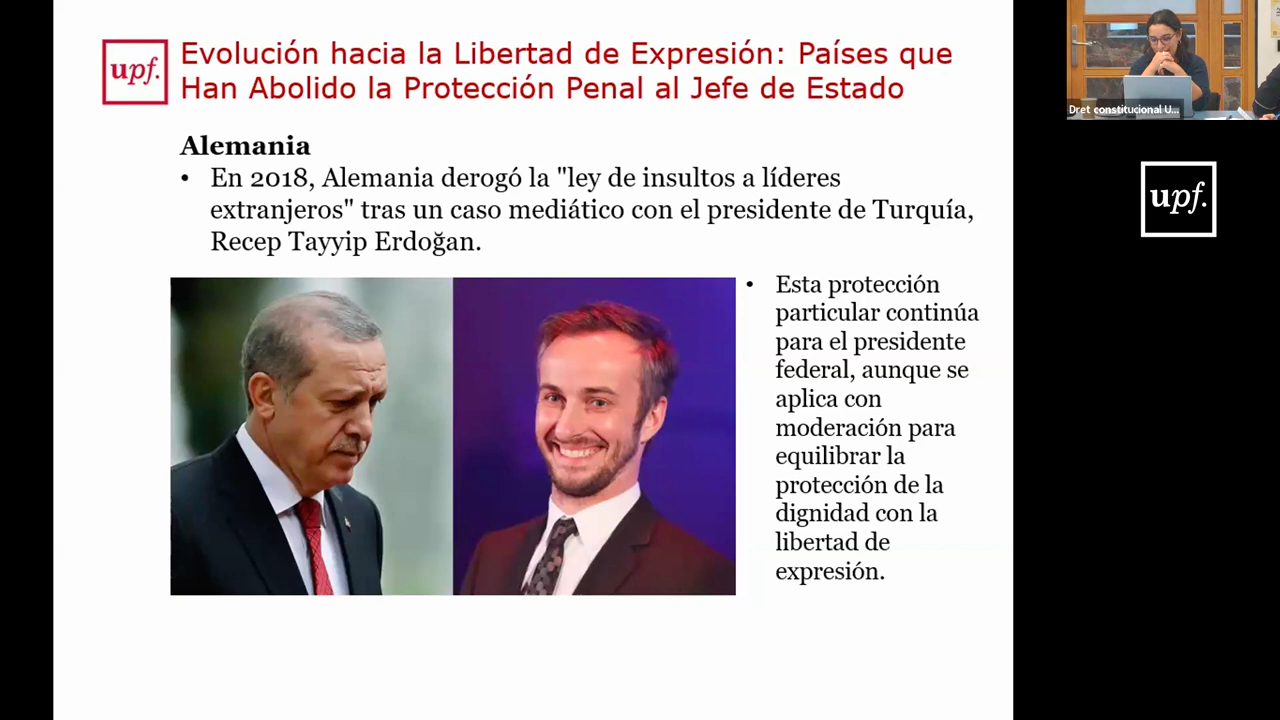 upf.
Evolución hacia la Libertad de Expresión: Países que
Han Abolido la Protección Penal al Jefe de Estado
Alemania
• En 2018, Alemania derogó la "ley de insultos a líderes
extranjeros" tras un caso mediático con el presidente de Turquía,
Recep Tayyip Erdoğan.
• Esta protección
particular continúa
para el presidente
federal, aunque se
aplica con
moderación para
equilibrar la
protección de la
dignidad con la
libertad de
expresión.
Dret constitucional U...
upf.